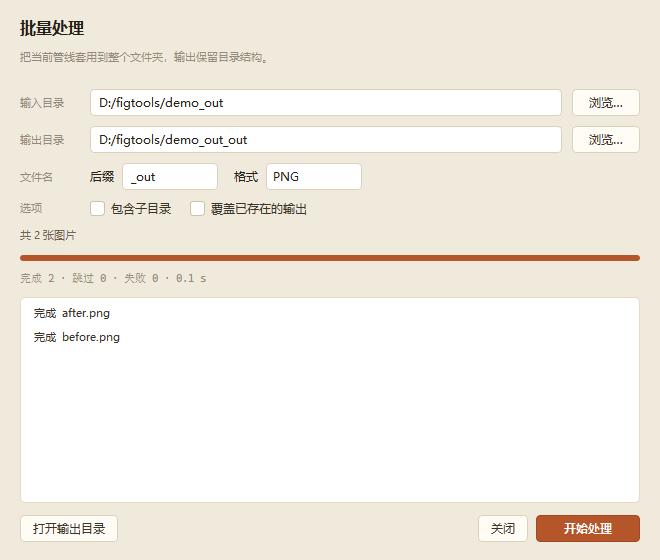 批量处理
把当前管线套用到整个文件夹，输出保留目录结构。
输入目录 D:/figtools/demo_out 浏览...
输出目录 D:/figtools/demo_out_out 浏览...
文件名 后缀 _out 格式 PNG
选项 包含子目录 覆盖已存在的输出
共 2 张图片
完成 2 · 跳过 0 · 失败 0 · 0.1 s
完成 after.png
完成 before.png
打开输出目录 关闭 开始处理